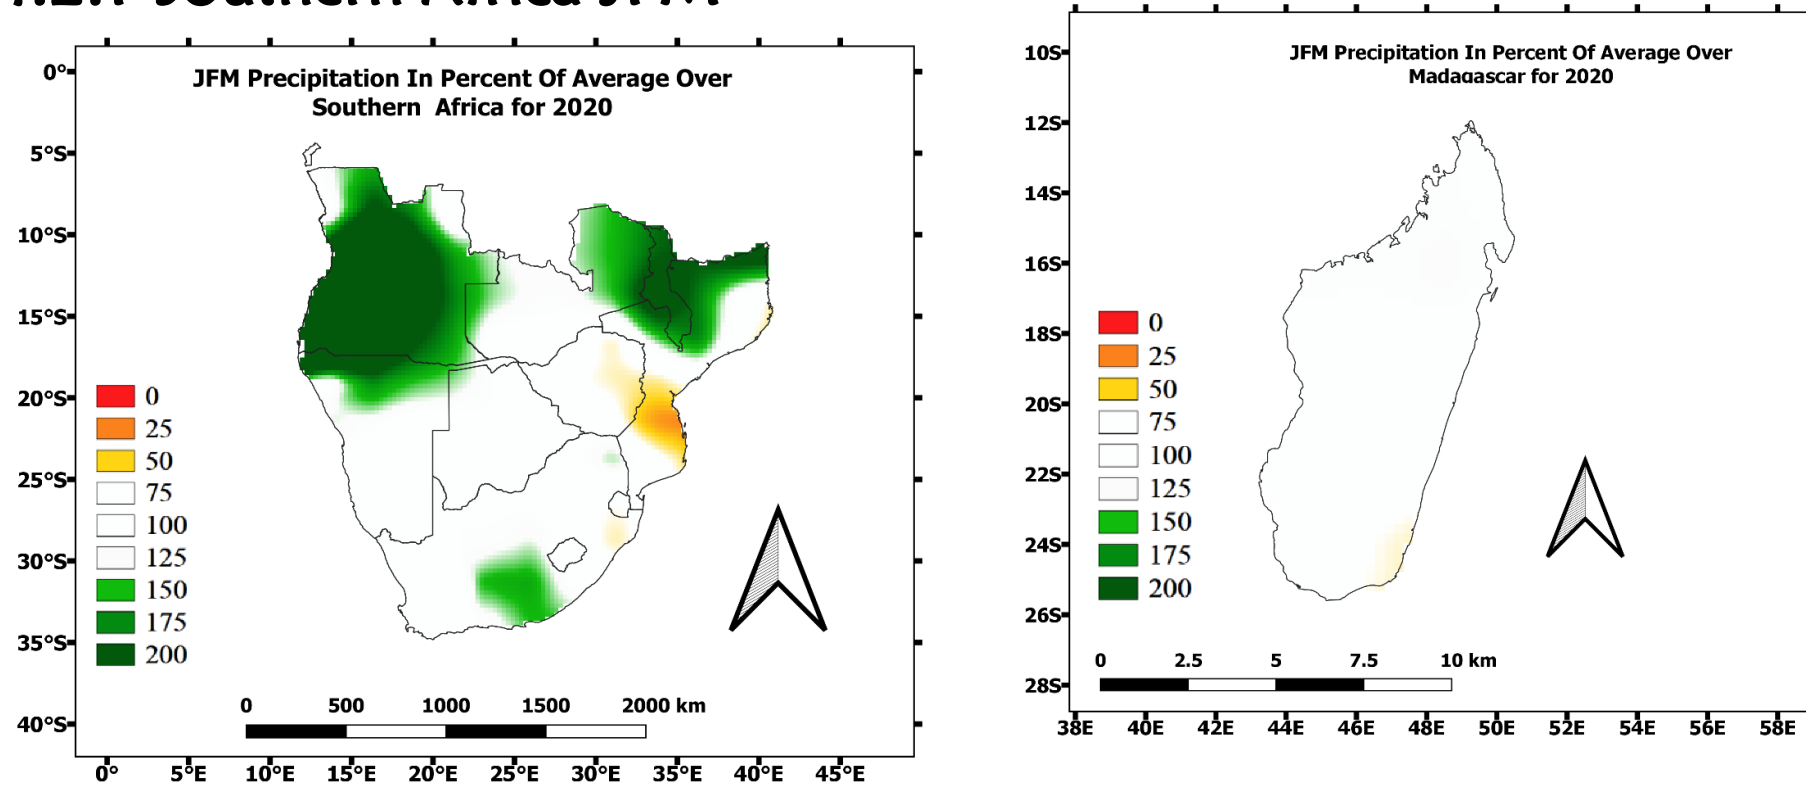 Southern Africa JFM
JFM Precipitation In Percent Of Average Over
Southern Africa for 2020
0°
5°S
10°S
15°S
20°S
25°S
30°S
35°S
40°S
0
25
50
75
100
125
150
175
200
0 500 1000 1500 2000 km
0° 5°E 10°E 15°E 20°E 25°E 30°E 35°E 40°E 45°E
JFM Precipitation In Percent Of Average Over
Madagascar for 2020
10S
12S
14S
16S
18S
20S
22S
24S
26S
28S
0
25
50
75
100
125
150
175
200
0 2.5 5 7.5 10 km
38E 40E 42E 44E 46E 48E 50E 52E 54E 56E 58E